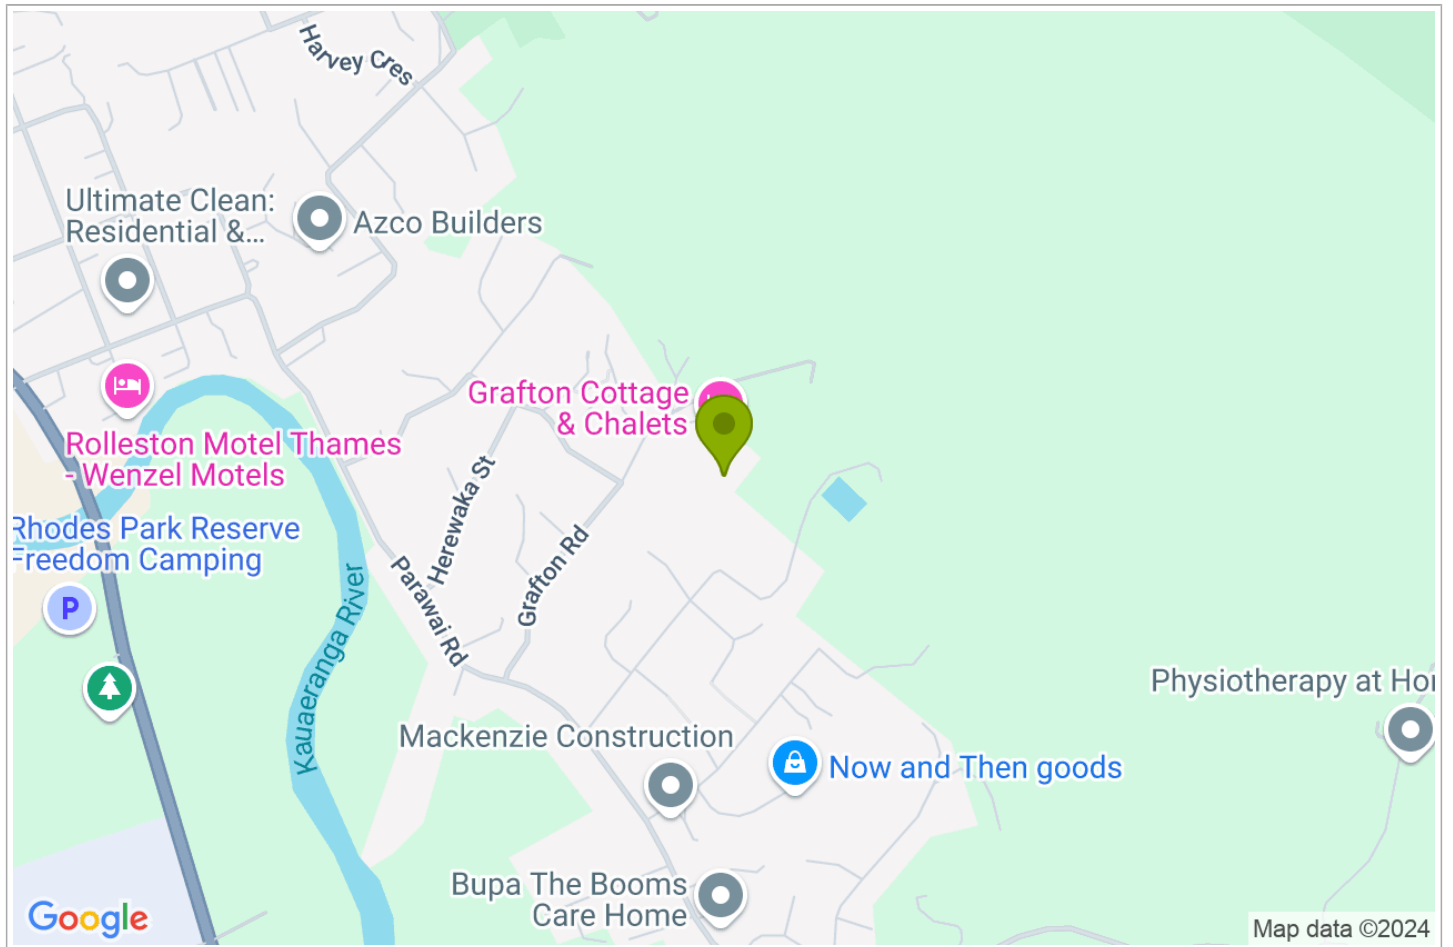 Harvey Cres
Ultimate Clean:
Residential &...
Azco Builders
Grafton Cottage
& Chalets
Rolleston Motel Thames
- Wenzel Motels
Herewaka St
Rhodes Park Reserve
Freedom Camping
P
Grafton Rd
Parawai Rd
Kauaeranga River
Physiotherapy at Hor
Mackenzie Construction
Now and Then goods
Bupa The Booms
Care Home
Google
Map data ©2024